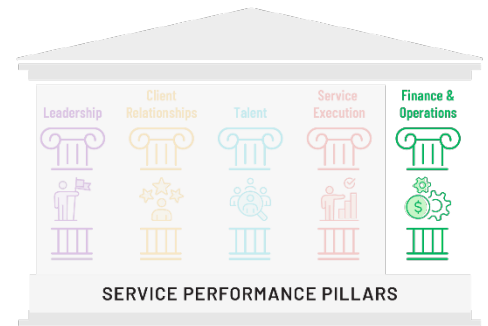 Leadership
Client
Relationships
Talent
Service
Execution
Finance &
Operations
$
SERVICE PERFORMANCE PILLARS